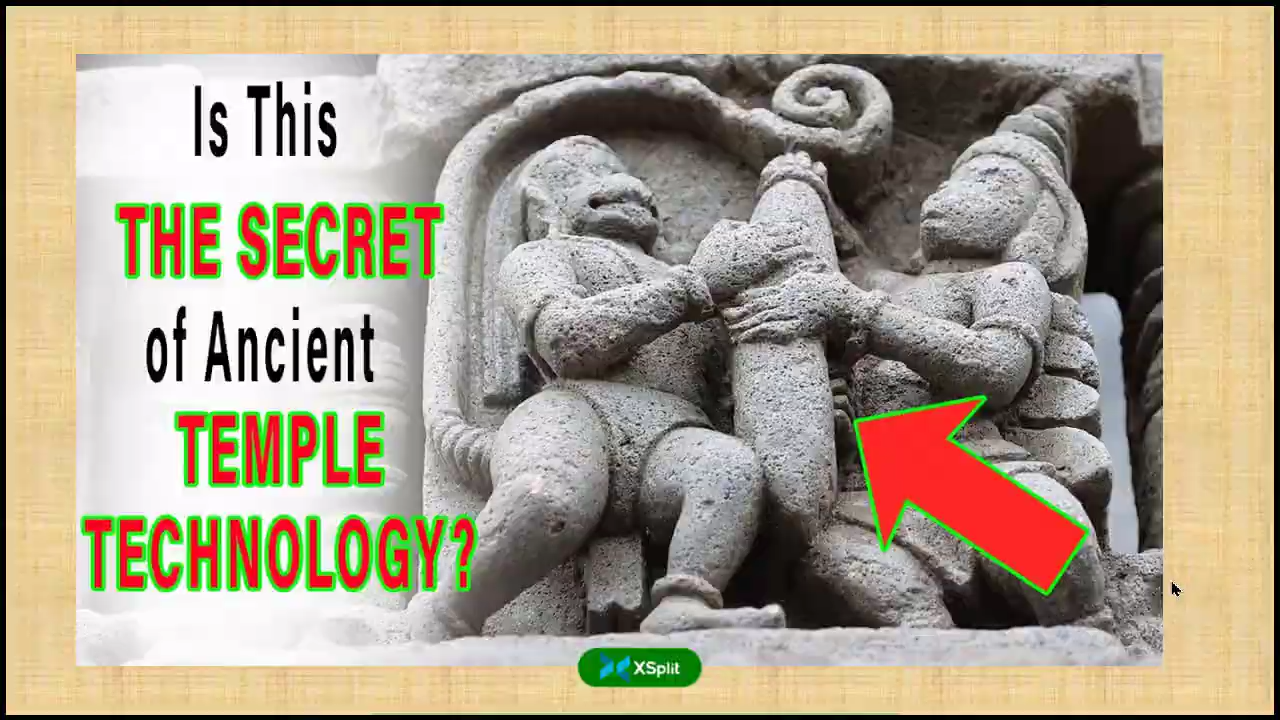 Is This
THE SECRET
of Ancient
TEMPLE
TECHNOLOGY?
XSplit